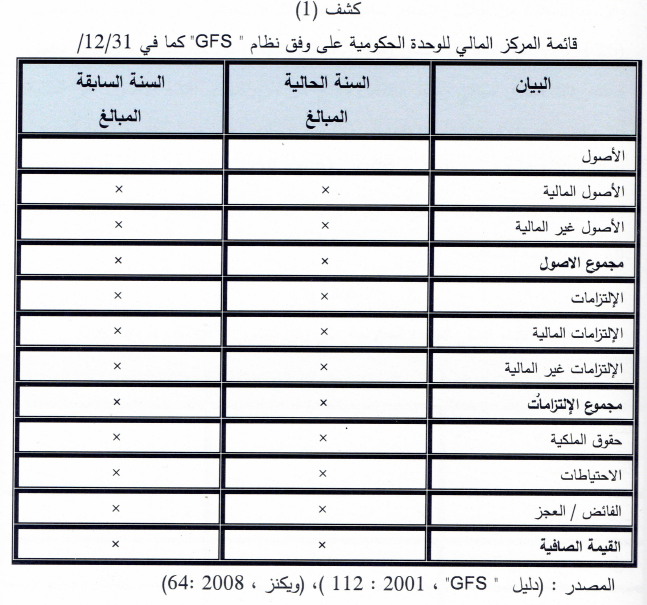 كشف (1)
قائمة المركز المالي للوحدة الحكومية على وفق نظام " GFS" كما في 12/31/
البيان السنة الحالية السنة السابقة
المبالغ المبالغ
الأصول
الأصول المالية × ×
الأصول غير المالية × ×
مجموع الاصول × ×
الإلتزامات × ×
الإلتزامات المالية × ×
الإلتزامات غير المالية × ×
مجموع الإلتزامات × ×
حقوق الملكية × ×
الاحتياطات × ×
الفائض / العجز × ×
القيمة الصافية × ×
المصدر : (دليل " GFS" ، 2001 : 112 )، (ويكنز ، 2008 :64)